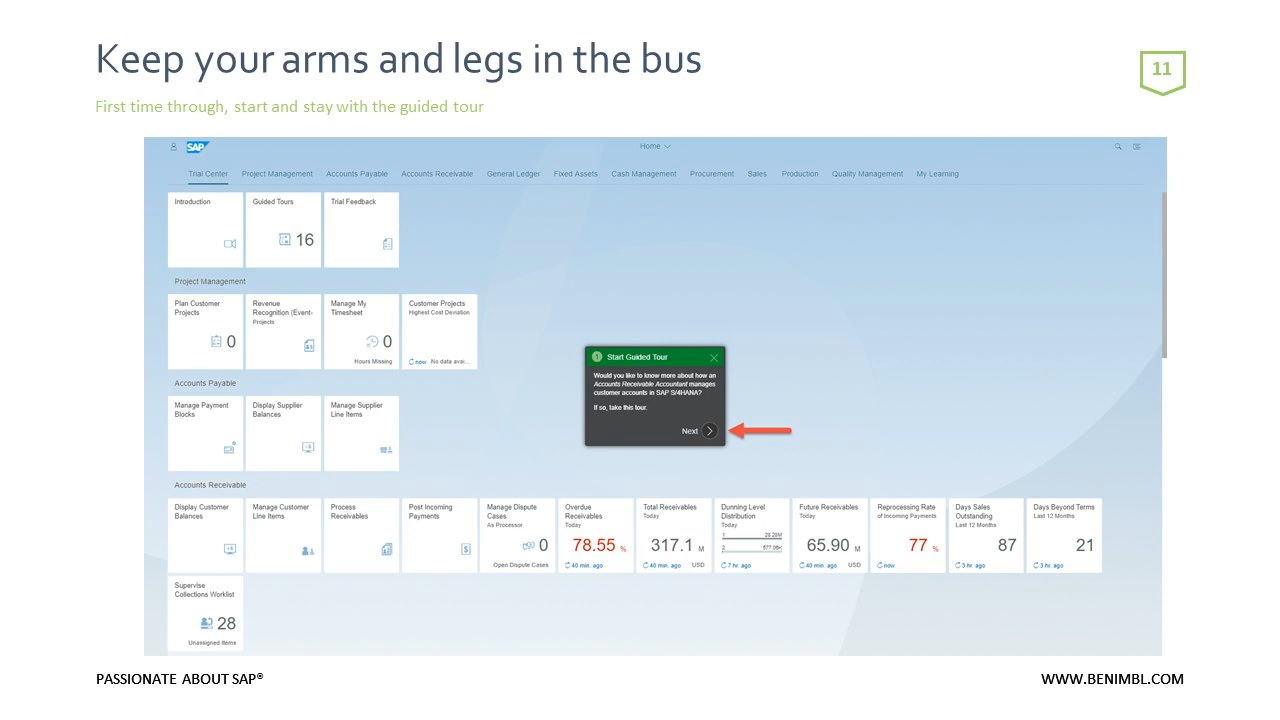 Keep your arms and legs in the bus
11
First time through, start and stay with the guided tour
SAP
Home
Trial Center Project Management Accounts Payable Accounts Receivable General Ledger Fixed Assets Cash Management Procurement Sales Production Quality Management My Learning
Introduction
Guided Tours
16
Trial Feedback
Project Management
Plan Customer
Projects
0
Revenue
Recognition (Event-
Projects
Manage My
Timesheet
0
Hours Missing
Customer Projects
Highest Cost Deviation
now No data avai...
1 Start Guided Tour
Would you like to know more about how an
Accounts Receivable Accountant manages
customer accounts in SAP S/4HANA?
If so, take this tour.
Next
Accounts Payable
Manage Payment
Blocks
Display Supplier
Balances
Manage Supplier
Line Items
Accounts Receivable
Display Customer
Balances
Manage Customer
Line Items
Process
Receivables
Post Incoming
Payments
Manage Dispute
Cases
As Processor
0
Open Dispute Cases
Overdue
Receivables
Today
78.55 %
40 min. ago
Total Receivables
Today
317.1 M
40 min. ago USD
Dunning Level
Distribution
Today
1 29.28M
2 577.06K
7 hr. ago
Future Receivables
Today
65.90 M
40 min. ago USD
Reprocessing Rate
of Incoming Payments
77 %
now
Days Sales
Outstanding
Last 12 Months
87
3 hr. ago
Days Beyond Terms
Last 12 Months
21
3 hr. ago
Supervise
Collections Worklist
28
Unassigned Items
PASSIONATE ABOUT SAP®
WWW.BENIMBL.COM